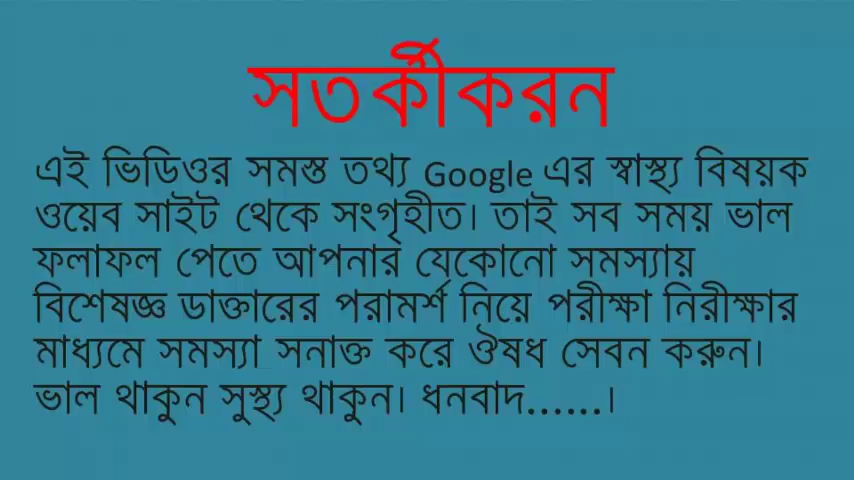 সতর্কীকরন
এই ভিডিওর সমস্ত তথ্য Google এর স্বাস্থ্য বিষয়ক
ওয়েব সাইট থেকে সংগৃহীত। তাই সব সময় ভাল
ফলাফল পেতে আপনার যেকোনো সমস্যায়
বিশেষজ্ঞ ডাক্তারের পরামর্শ নিয়ে পরীক্ষা নিরীক্ষার
মাধ্যমে সমস্যা সনাক্ত করে ঔষধ সেবন করুন।
ভাল থাকুন সুস্থ্য থাকুন। ধনবাদ......।